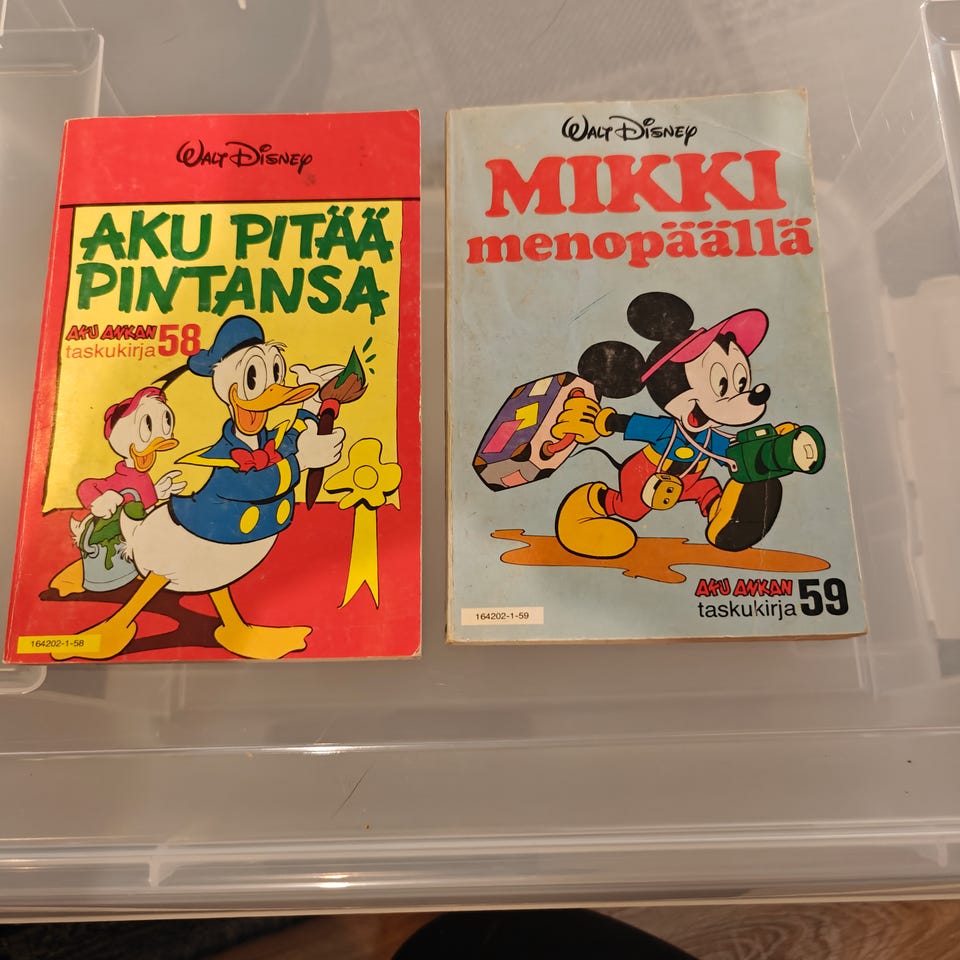 WALT DISNEY
AKU PITÄÄ
PINTANSA
AKU ANKAN
taskukirja 58
164202-1-58
WALT DISNEY
MIKKI
menopäällä
AKU ANKAN
taskukirja 59
164202-1-59